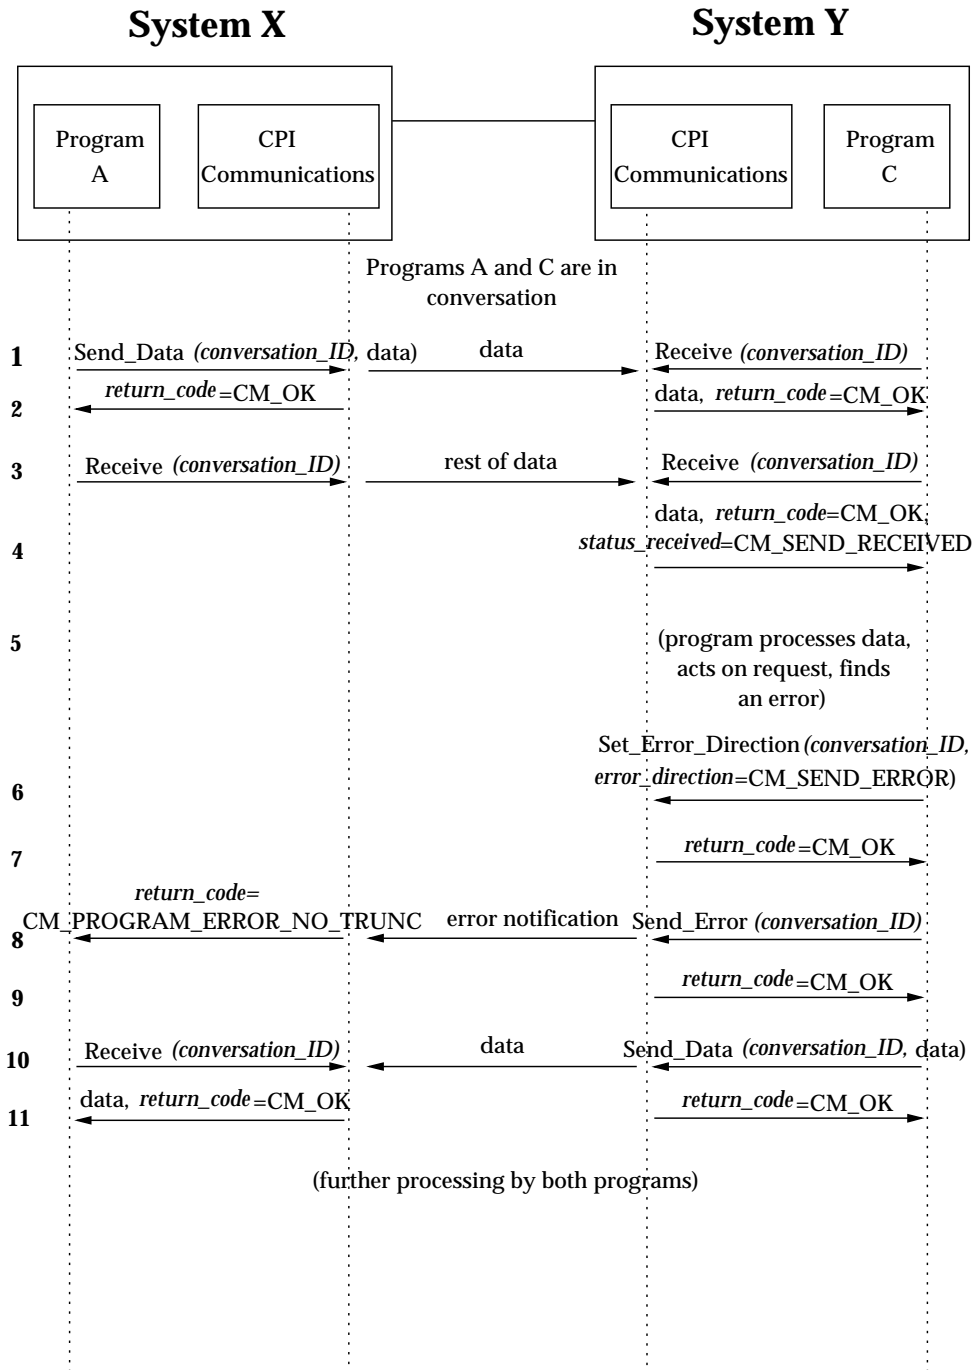 System X
System Y
Program
A
CPI
Communications
CPI
Communications
Program
C
Programs A and C are in
conversation
1
Send_Data (conversation_ID, data)
data
Receive (conversation_ID)
2
return_code=CM_OK
data, return_code=CM_OK
3
Receive (conversation_ID)
rest of data
Receive (conversation_ID)
4
data, return_code=CM_OK,
status_received=CM_SEND_RECEIVED
5
(program processes data,
acts on request, finds
an error)
Set_Error_Direction (conversation_ID,
6
error_direction=CM_SEND_ERROR)
7
return_code=CM_OK
return_code=
CM_PROGRAM_ERROR_NO_TRUNC
8
error notification
Send_Error (conversation_ID)
9
return_code=CM_OK
10
Receive (conversation_ID)
data
Send_Data (conversation_ID, data)
11
data, return_code=CM_OK
return_code=CM_OK
(further processing by both programs)